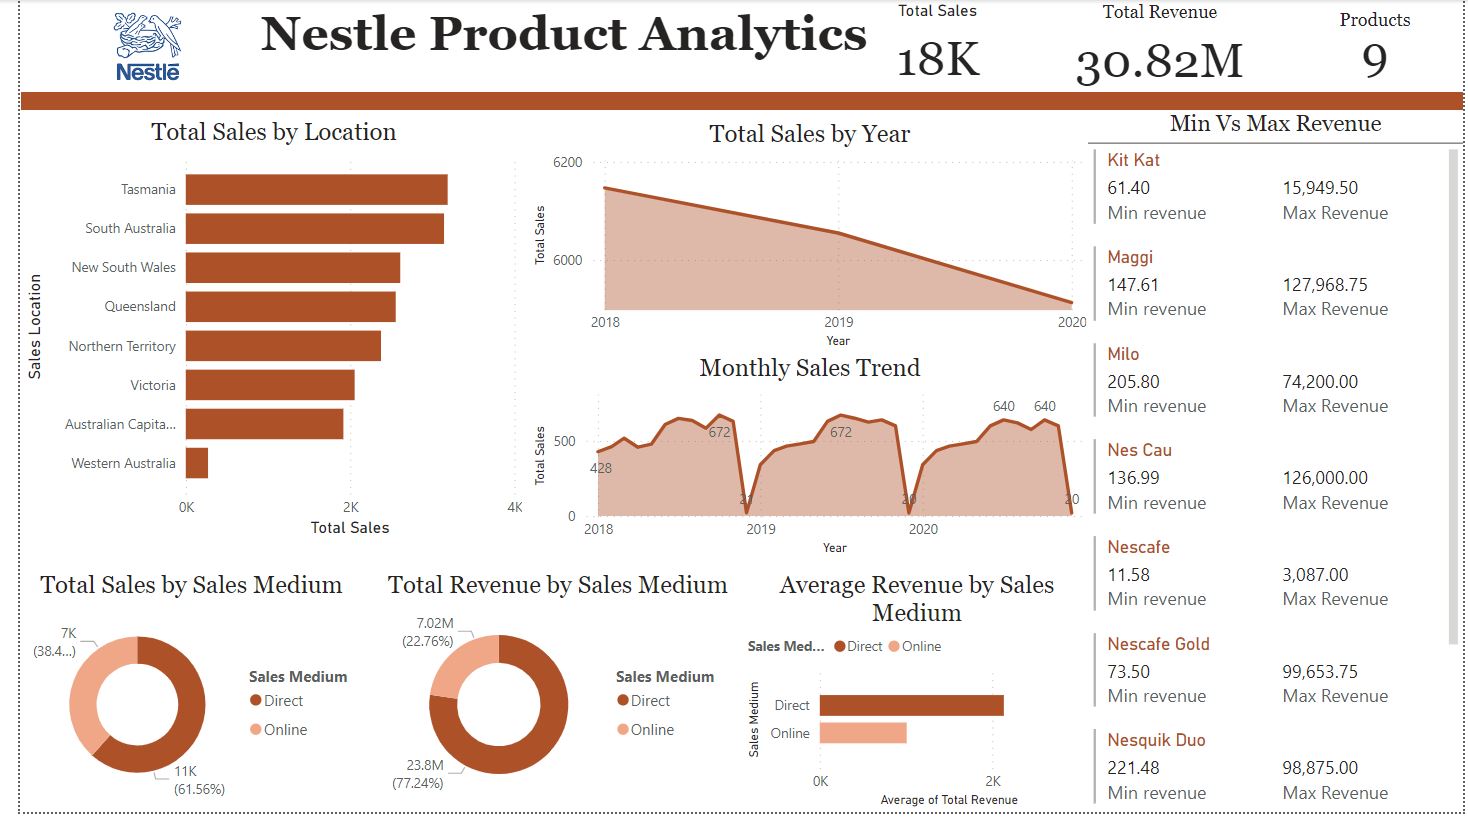 Nestlé
Nestle Product Analytics
Total Sales
18K
Total Revenue
30.82M
Products
9
Total Sales by Location
Sales Location
Tasmania
South Australia
New South Wales
Queensland
Northern Territory
Victoria
Australian Capita...
Western Australia
0K
2K
4K
Total Sales
Total Sales by Year
Total Sales
6200
6000
2018
2019
2020
Year
Monthly Sales Trend
Total Sales
500
0
428
672
21
672
20
640
640
20
2018
2019
2020
Year
Min Vs Max Revenue
Kit Kat
61.40 15,949.50
Min revenue Max Revenue
Maggi
147.61 127,968.75
Min revenue Max Revenue
Milo
205.80 74,200.00
Min revenue Max Revenue
Nes Cau
136.99 126,000.00
Min revenue Max Revenue
Nescafe
11.58 3,087.00
Min revenue Max Revenue
Nescafe Gold
73.50 99,653.75
Min revenue Max Revenue
Nesquik Duo
221.48 98,875.00
Min revenue Max Revenue
Total Sales by Sales Medium
7K
(38.4...)
11K
(61.56%)
Sales Medium
Direct
Online
Total Revenue by Sales Medium
7.02M
(22.76%)
23.8M
(77.24%)
Sales Medium
Direct
Online
Average Revenue by Sales
Medium
Sales Med... Direct Online
Sales Medium
Direct
Online
0K
2K
Average of Total Revenue